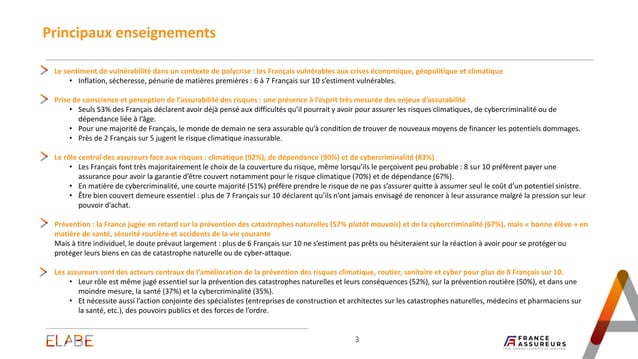 Principaux enseignements
Le sentiment de vulnérabilité dans un contexte de polycrise : les Français vulnérables aux crises économique, géopolitique et climatique
• Inflation, sécheresse, pénurie de matières premières : 6 à 7 Français sur 10 s'estiment vulnérables.
Prise de conscience et perception de l'assurabilité des risques : une présence à l'esprit très mesurée des enjeux d'assurabilité
• Seuls 53% des Français déclarent avoir déjà pensé aux difficultés qu'il pourrait y avoir pour assurer les risques climatiques, de cybercriminalité ou de
dépendance liée à l'âge.
• Pour une majorité de Français, le monde de demain ne sera assurable qu'à condition de trouver de nouveaux moyens de financer les potentiels dommages.
• Près de 2 Français sur 5 jugent le risque climatique inassurable.
Le rôle central des assureurs face aux risques : climatique (92%), de dépendance (90%) et de cybercriminlité (83%)
• Les Français font très majoritairement le choix de la couverture du risque, même lorsqu'ils le perçoivent peu probable : 8 sur 10 préfèrent payer une
assurance pour avoir la garantie d'être couvert notamment pour le risque climatique (70%) et de dépendance (67%).
• En matière de cybercriminalité, une courte majorité (51%) préfère prendre le risque de ne pas s'assurer quitte à assumer seul le coût d'un potentiel sinistre.
• Être bien couvert demeure essentiel : plus de 7 Français sur 10 déclarent qu'ils n'ont jamais envisagé de renoncer à leur assurance malgré la pression sur leur
pouvoir d'achat.
Prévention : la France jugée en retard sur la prévention des catastrophes naturelles (57% plutôt mauvais) et de la cybercriminalité (67%), mais « bonne élève » en
matière de santé, sécurité routière et accidents de la vie courante
Mais à titre individuel, le doute prévaut largement : plus de 6 Français sur 10 ne s'estiment pas prêts ou hésiteraient sur la réaction à avoir pour se protéger ou
protéger leurs biens en cas de catastrophe naturelle ou de cyber-attaque.
Les assureurs sont des acteurs centraux de l'amélioration de la prévention des risques climatique, routier, sanitaire et cyber pour plus de 8 Français sur 10.
• Leur rôle est même jugé essentiel sur la prévention des catastrophes naturelles et leurs conséquences (52%), sur la prévention routière (50%), et dans une
moindre mesure, la santé (37%) et la cybercriminalité (35%).
• Et nécessite aussi l'action conjointe des spécialistes (entreprises de construction et architectes sur les catastrophes naturelles, médecins et pharmaciens sur
la santé, etc.), des pouvoirs publics et des forces de l'ordre.
ELABE
3
FRANCE
ASSUREURS